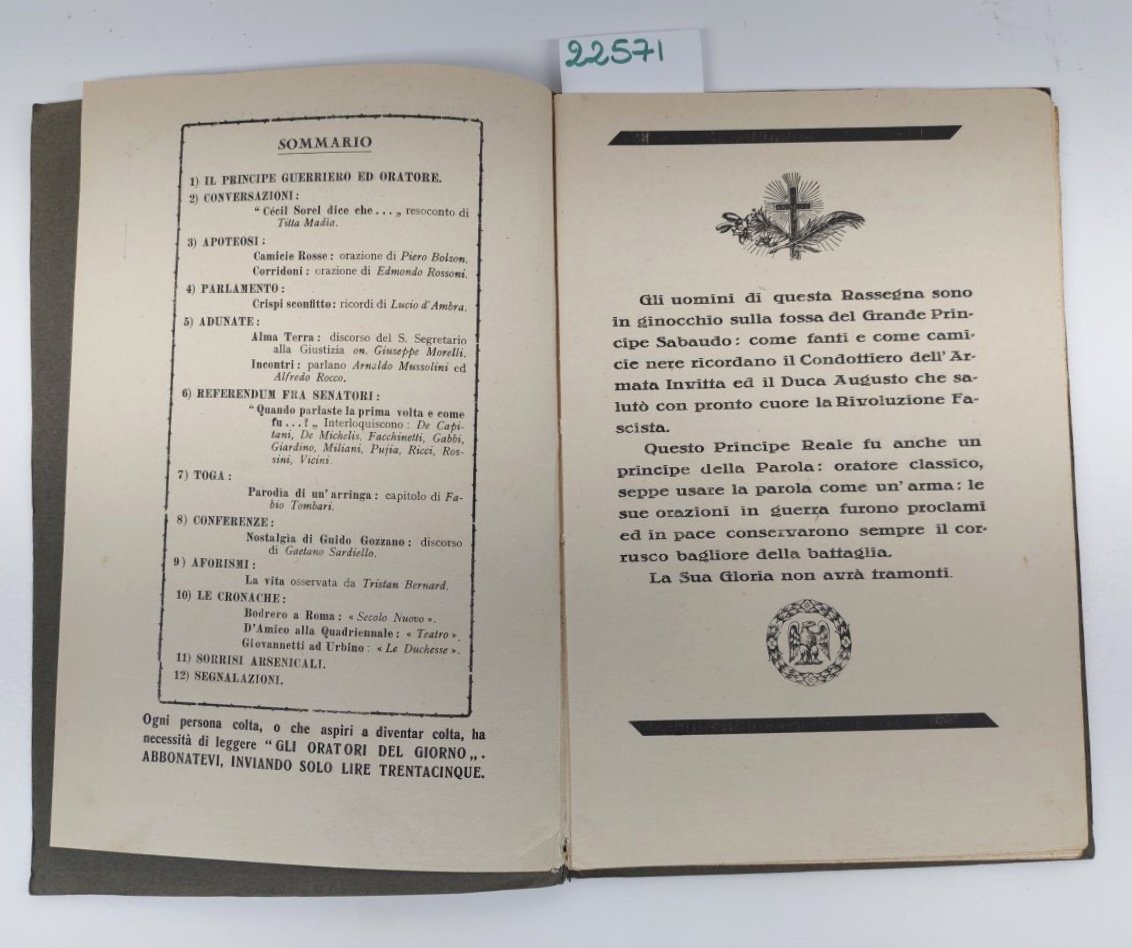 22571
SOMMARIO
1) IL PRINCIPE GUERRIERO ED ORATORE.
2) CONVERSAZIONI:
“Cécil Sorel dice che...„ resoconto di
Titta Madia.
3) APOTEOSI:
Camicie Rosse: orazione di Piero Bolzon.
Corridoni: orazione di Edmondo Rossoni.
4) PARLAMENTO:
Crispi sconfitto: ricordi di Lucio d'Ambra.
5) ADUNATE:
Alma Terra: discorso del S. Segretario
alla Giustizia on. Giuseppe Morelli.
Incontri: parlano Arnaldo Mussolini ed
Alfredo Rocco.
6) REFERENDUM FRA SENATORI:
“Quando parlaste la prima volta e come
fu...?„ Interloquiscono: De Capi-
tani, De Michelis, Facchinetti, Gabbi,
Giardino, Miliani, Pujia, Ricci, Ros-
sini, Vicini.
7) TOGA:
Parodia di un'arringa: capitolo di Fa-
bio Tombari.
8) CONFERENZE:
Nostalgia di Guido Gozzano: discorso
di Gaetano Sardiello.
9) AFORISMI:
La vita osservata da Tristan Bernard.
10) LE CRONACHE:
Bodrero a Roma: « Secolo Nuovo ».
D'Amico alla Quadriennale: « Teatro ».
Giovannetti ad Urbino: « Le Duchesse ».
11) SORRISI ARSENICALI.
12) SEGNALAZIONI.
Ogni persona colta, o che aspiri a diventar colta, ha
necessità di leggere “GLI ORATORI DEL GIORNO„.
ABBONATEVI, INVIANDO SOLO LIRE TRENTACINQUE.
Gli uomini di questa Rassegna sono
in ginocchio sulla fossa del Grande Prin-
cipe Sabaudo: come fanti e come cami-
cie nere ricordano il Condottiero dell'Ar-
mata Invitta ed il Duca Augusto che sa-
lutò con pronto cuore la Rivoluzione Fa-
scista.
Questo Principe Reale fu anche un
principe della Parola: oratore classico,
seppe usare la parola come un'arma: le
sue orazioni in guerra furono proclami
ed in pace conservarono sempre il cor-
rusco bagliore della battaglia.
La Sua Gloria non avrà tramonti.